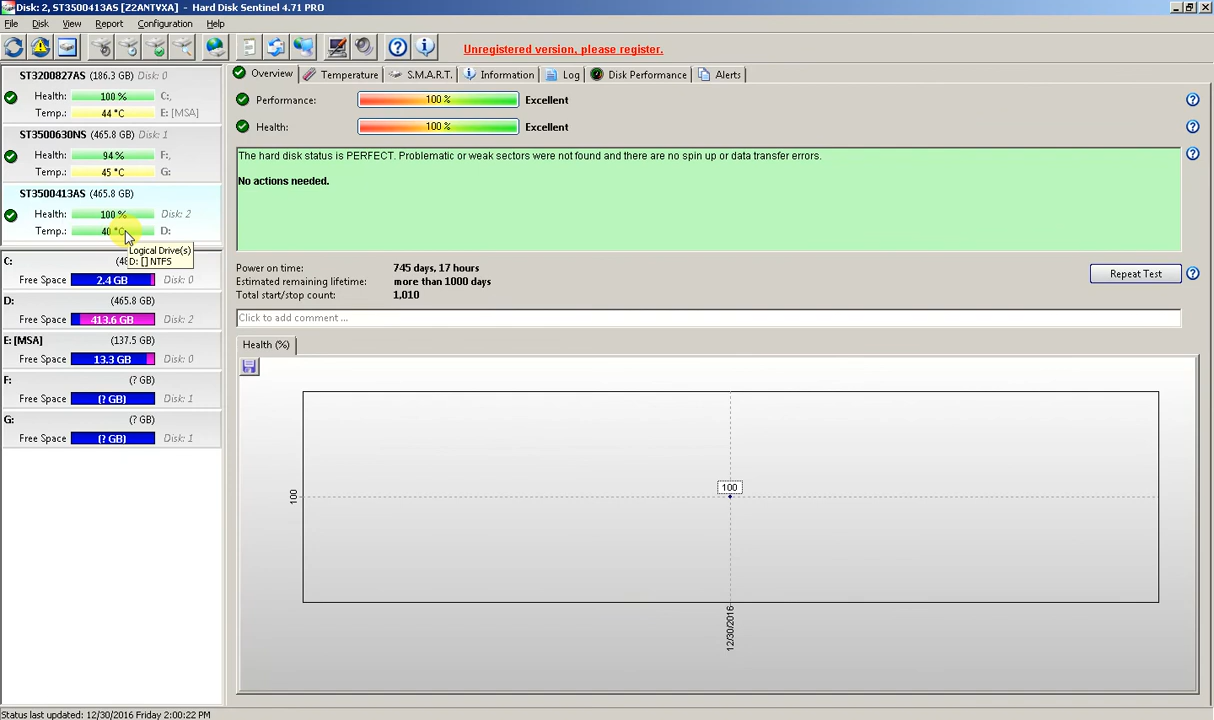 Disk: 2, ST3500413AS [Z2ANTVXA] - Hard Disk Sentinel 4.71 PRO
File Disk View Report Configuration Help
Unregistered version, please register.
ST3200827AS (186.3 GB) Disk: 0
Health: 100 % C:,
Temp.: 44 °C E: [MSA]
ST3500630NS (465.8 GB) Disk: 1
Health: 94 % F:,
Temp.: 45 °C G:
ST3500413AS (465.8 GB)
Health: 100 % Disk: 2
Temp.: 40 °C D:
Logical Drive(s)
D: [] NTFS
C:
Free Space 2.4 GB
D: (465.8 GB)
Free Space 413.6 GB Disk: 2
E: [MSA] (137.5 GB)
Free Space 13.3 GB Disk: 0
F: (? GB)
Free Space (? GB) Disk: 1
G: (? GB)
Free Space (? GB) Disk: 1
Overview Temperature S.M.A.R.T. Information Log Disk Performance Alerts
Performance: 100 % Excellent
Health: 100 % Excellent
The hard disk status is PERFECT. Problematic or weak sectors were not found and there are no spin up or data transfer errors.
No actions needed.
Power on time: 745 days, 17 hours
Estimated remaining lifetime: more than 1000 days
Total start/stop count: 1,010
Repeat Test
Click to add comment ...
Health (%)
100
100
12/30/2016
Status last updated: 12/30/2016 Friday 2:00:22 PM